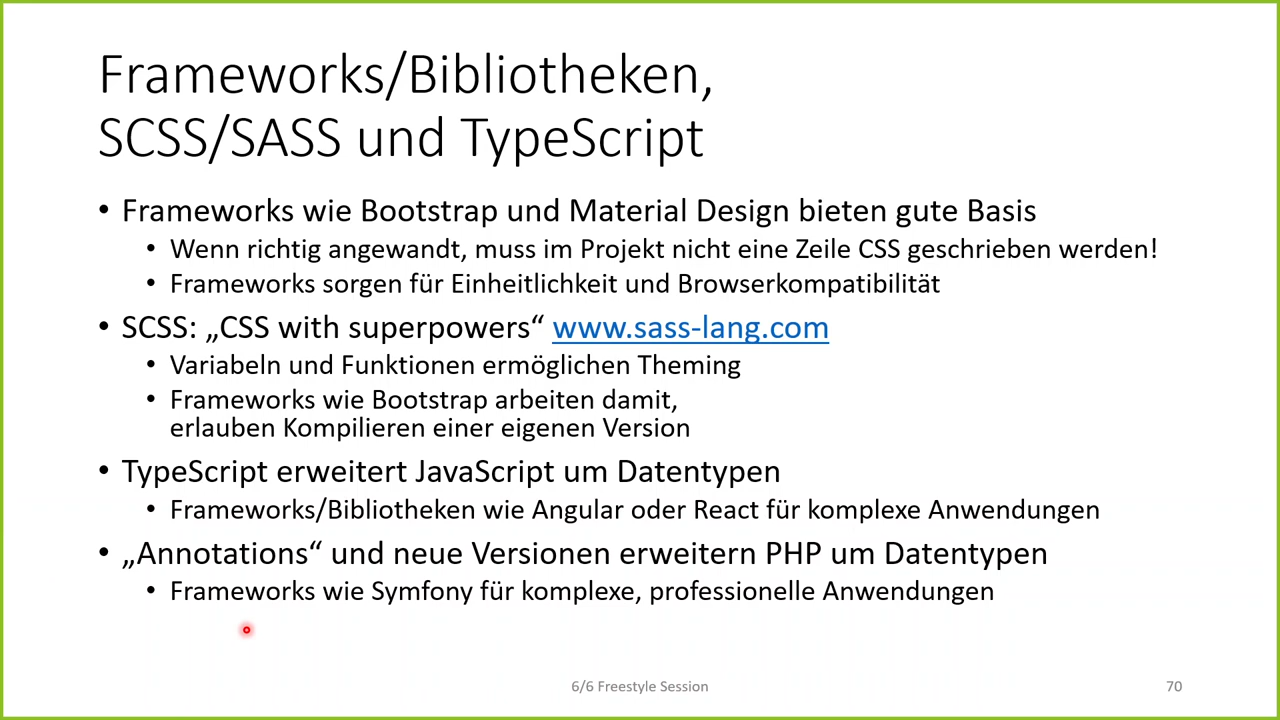 Frameworks/Bibliotheken,
SCSS/SASS und TypeScript
• Frameworks wie Bootstrap und Material Design bieten gute Basis
• Wenn richtig angewandt, muss im Projekt nicht eine Zeile CSS geschrieben werden!
• Frameworks sorgen für Einheitlichkeit und Browserkompatibilität
• SCSS: „CSS with superpowers“ www.sass-lang.com
• Variabeln und Funktionen ermöglichen Theming
• Frameworks wie Bootstrap arbeiten damit,
erlauben Kompilieren einer eigenen Version
• TypeScript erweitert JavaScript um Datentypen
• Frameworks/Bibliotheken wie Angular oder React für komplexe Anwendungen
• „Annotations“ und neue Versionen erweitern PHP um Datentypen
• Frameworks wie Symfony für komplexe, professionelle Anwendungen
6/6 Freestyle Session
70